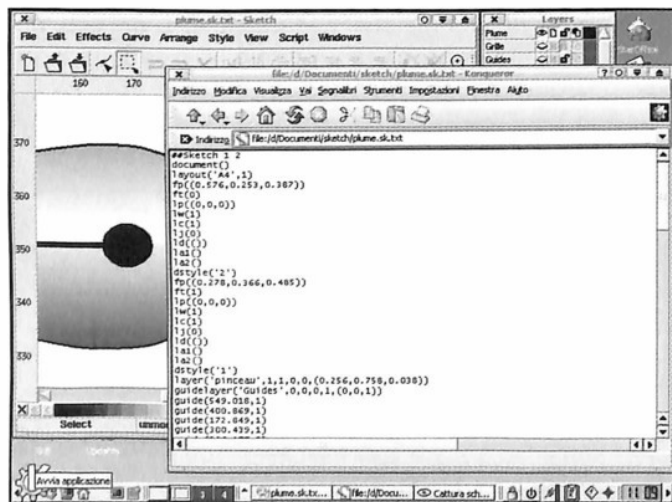 plume.sk.txt - Sketch
File Edit Effects Curve Arrange Style View Script Windows
160 170
370
360
350
340
330
Select
Layers
Plume
Grille
Guides
StarOffice
file:/d/Documenti/sketch/plume.sk.txt - Konqueror
Indirizzo Modifica Visualizza Vai Segnalibri Strumenti Impostazioni Finestra Aiuto
Indirizzo file:/d/Documenti/sketch/plume.sk.txt
##Sketch 1 2
document()
layout('A4',1)
fp((0.576,0.253,0.387))
ft(0)
lp((0,0,0))
lw(1)
lc(1)
lj(0)
ld(())
la1()
la2()
dstyle('2')
fp((0.278,0.366,0.485))
ft(1)
lp((0,0,0))
lw(1)
lc(1)
lj(0)
ld(())
la1()
la2()
dstyle('1')
layer('pinceau',1,1,0,0,(0.256,0.758,0.038))
guidelayer('Guides',0,0,0,1,(0,0,1))
guide(549.018,1)
guide(400.869,1)
guide(172.849,1)
guide(300.439,1)
Avvia applicazione
3 4
plume.sk.tx... file:/d/Docu... Cattura sch...